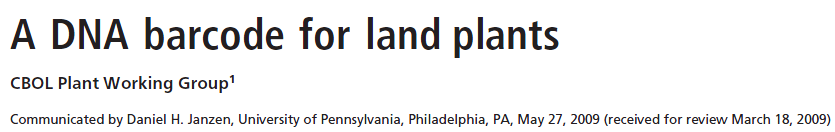 A DNA barcode for land plants
CBOL Plant Working Group1
Communicated by Daniel H. Janzen, University of Pennsylvania, Philadelphia, PA, May 27, 2009 (received for review March 18, 2009)